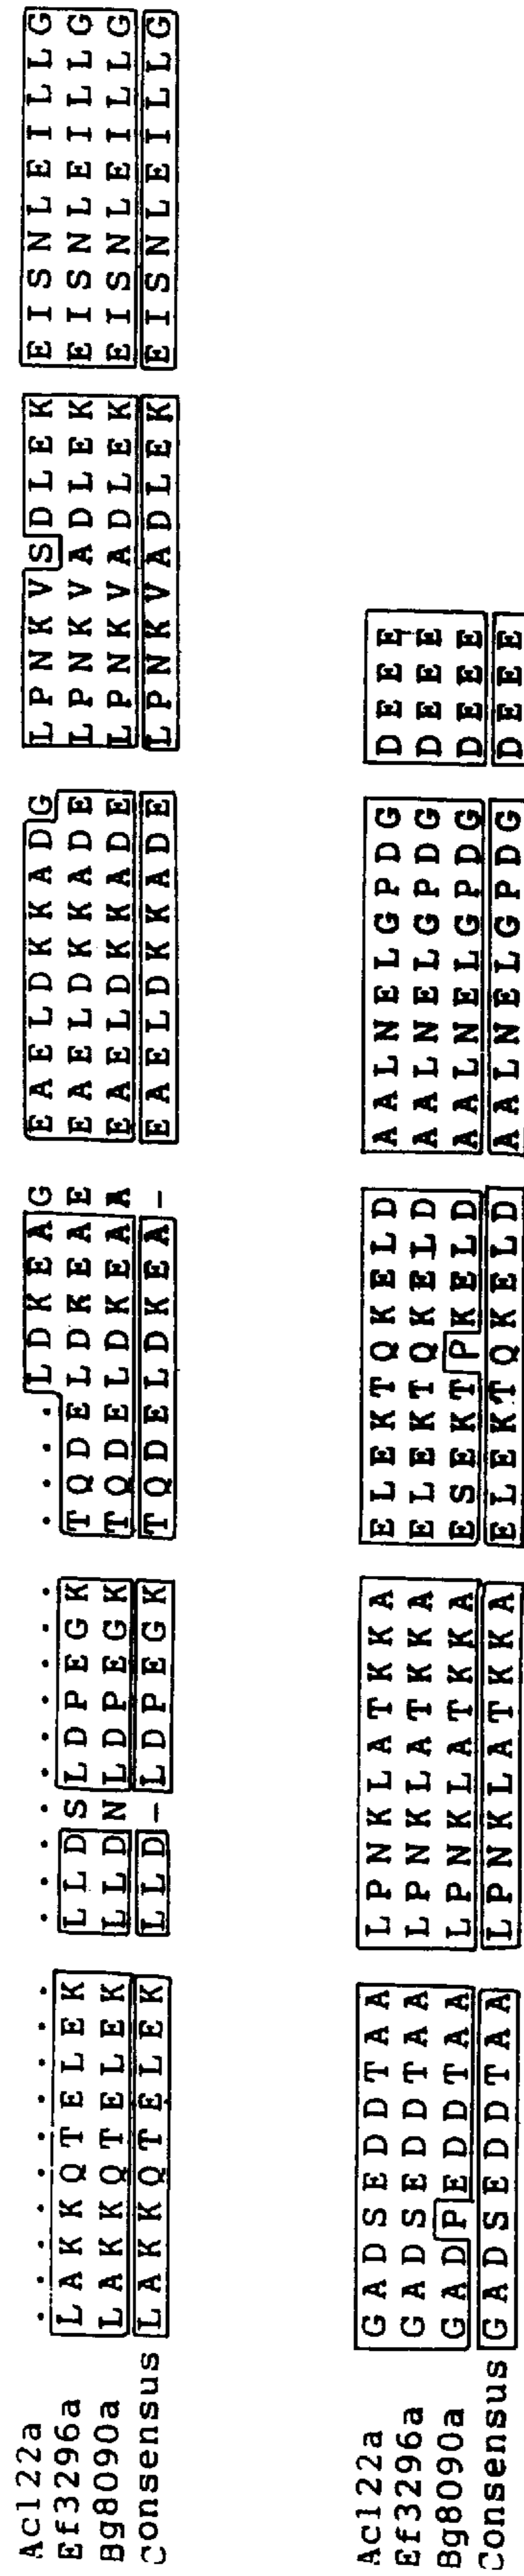 Ac122a .......... .......... ....LDKEAG EAELDKKADG LPNKVSDLEK EISNLEILLG
Ef3296a LAKKQTELEK LLDSLDPEGK TQDELDKEAE EAELDKKADE LPNKVADLEK EISNLEILLG
Bg8090a LAKKQTELEK LLDNLDPEGK TQDELDKEAA EAELDKKADE LPNKVADLEK EISNLEILLG
Consensus LAKKQTELEK LLD-LDPEGK TQDELDKEA- EAELDKKADE LPNKVADLEK EISNLEILLG
Ac122a GADSEDDTAA LPNKLATKKA ELEKTQKELD AALNELGPDG DEEE
Ef3296a GADSEDDTAA LPNKLATKKA ELEKTQKELD AALNELGPDG DEEE
Bg8090a GADPEDDTAA LPNKLATKKA ESEKTPKELD AALNELGPDG DEEE
Consensus GADSEDDTAA LPNKLATKKA ELEKTQKELD AALNELGPDG DEEE